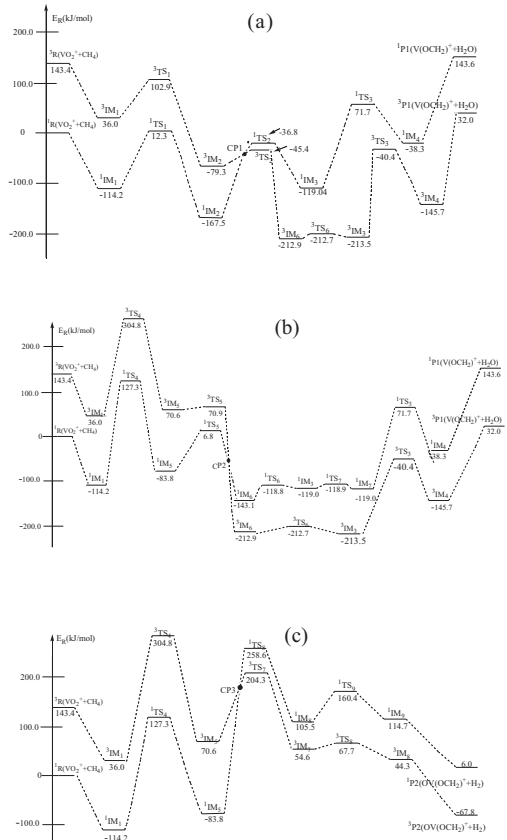 (a)
E_R(kJ/mol)
³R(VO₂⁺+CH₄)
143.4
¹R(VO₂⁺+CH₄)
0
-100.0
-200.0
³IM₁
36.0
³TS₁
102.9
¹TS₁
12.3
¹IM₁
-114.2
³IM₂
-79.3
¹IM₂
-167.5
CP1
¹TS₂
-36.8
-45.4
¹IM₃
-119.04
³IM₆
-212.9
³TS₆
-212.7
³IM₃
-213.5
¹TS₃
71.7
³TS₃
-40.4
¹IM₄
-38.3
³IM₄
-145.7
¹P1(V(OCH₂)⁺+H₂O)
143.6
³P1(V(OCH₂)⁺+H₂O)
32.0
(b)
E_R(kJ/mol)
200.0
100.0
0
-100.0
-200.0
³R(VO₂⁺+CH₄)
143.4
¹R(VO₂⁺+CH₄)
³TS₄
304.8
¹TS₄
127.3
36.0
¹IM₁
-114.2
³IM₅
70.6
-83.8
³TS₅
70.9
¹TS₅
6.8
CP2
¹IM₆
-143.1
³IM₆
-212.9
¹TS₆
-118.8
³TS₆
-212.7
¹IM₃
-119.0
¹TS₇
-118.9
¹IM₇
-119.0
³IM₃
-213.5
¹TS₃
71.7
³TS₃
-40.4
¹IM₄
-38.3
³IM₄
-145.7
¹P1(V(OCH₂)⁺+H₂O)
143.6
³P1(V(OCH₂)⁺+H₂O)
32.0
(c)
E_R(kJ/mol)
200.0
100.0
0
-100.0
³R(VO₂⁺+CH₄)
143.4
¹R(VO₂⁺+CH₄)
³TS₄
304.8
¹TS₄
127.3
³IM₁
36.0
¹IM₁
-114.2
³IM₅
70.6
¹IM₅
-83.8
CP3
¹TS₈
258.6
³TS₇
204.3
¹IM₈
105.5
³IM₇
54.6
¹TS₉
160.4
³TS₈
67.7
¹IM₉
114.7
³IM₈
44.3
6.0
¹P2(OV(OCH₂)⁺+H₂)
-67.8
³P2(OV(OCH₂)⁺+H₂)